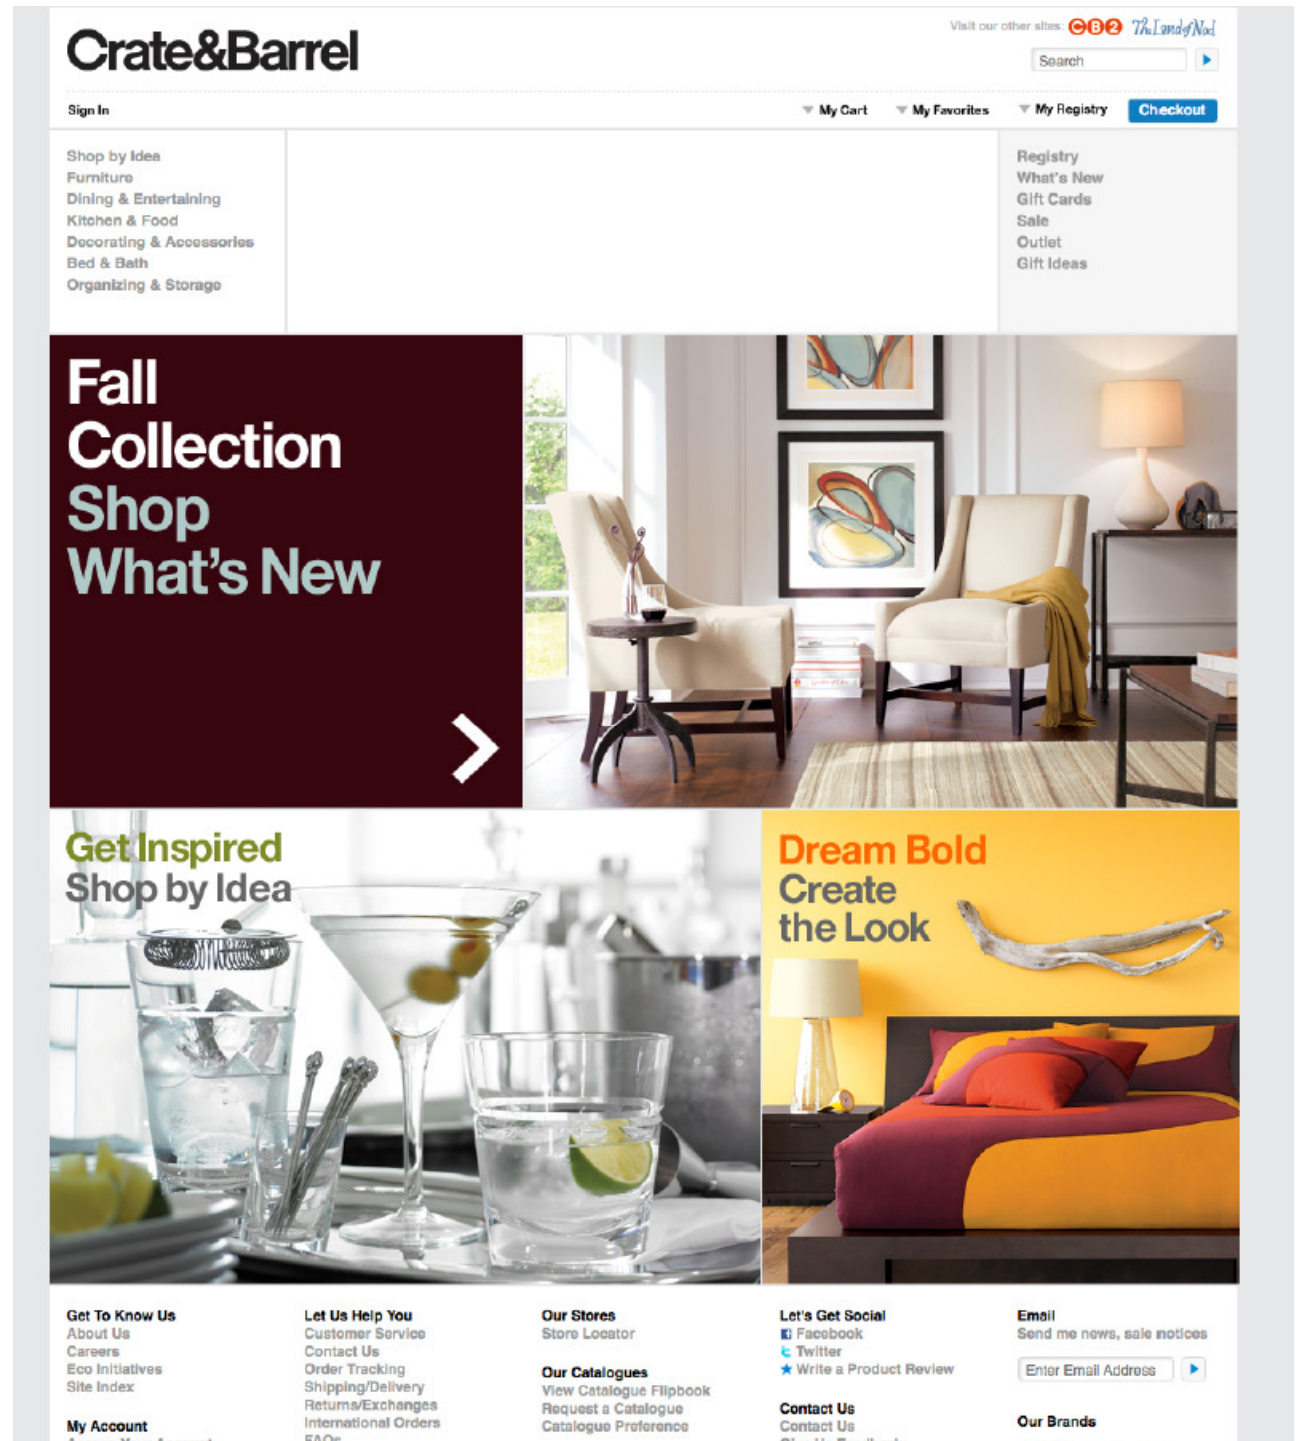 Crate&Barrel
Visit our other sites: CB2 The Land of Nod
Search
Sign In
My Cart
My Favorites
My Registry
Checkout
Shop by Idea
Furniture
Dining & Entertaining
Kitchen & Food
Decorating & Accessories
Bed & Bath
Organizing & Storage
Registry
What's New
Gift Cards
Sale
Outlet
Gift Ideas
Fall
Collection
Shop
What's New
Get Inspired
Shop by Idea
Dream Bold
Create
the Look
Get To Know Us
About Us
Careers
Eco Initiatives
Site Index
My Account
Let Us Help You
Customer Service
Contact Us
Order Tracking
Shipping/Delivery
Returns/Exchanges
International Orders
FAQs
Our Stores
Store Locator
Our Catalogues
View Catalogue Flipbook
Request a Catalogue
Catalogue Preference
Let's Get Social
Facebook
Twitter
Write a Product Review
Contact Us
Contact Us
Email
Send me news, sale notices
Enter Email Address
Our Brands